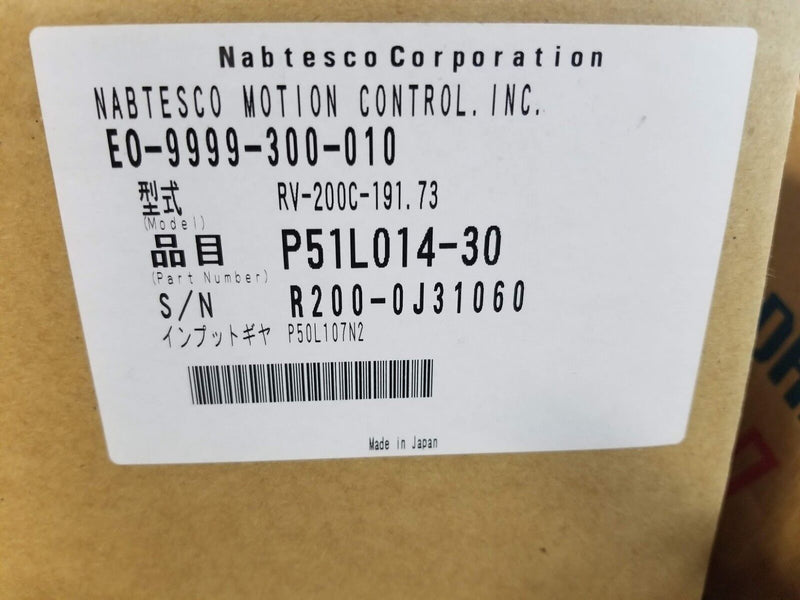 Nabtesco Corporation
NABTESCO MOTION CONTROL.INC.
EO-9999-300-010
型式 RV-200C-191.73
(Model)
品目 P51L014-30
(Part Number)
S/N R200-0J31060
インプットギヤ P50L107N2
Made in Japan